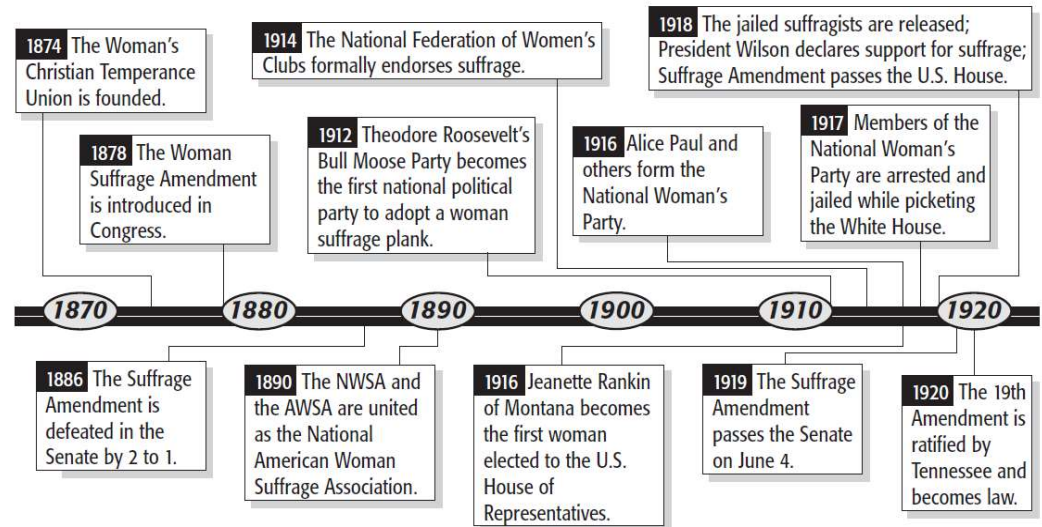 1874 The Woman's
Christian Temperance
Union is founded.
1914 The National Federation of Women's
Clubs formally endorses suffrage.
1918 The jailed suffragists are released;
President Wilson declares support for suffrage;
Suffrage Amendment passes the U.S. House.
1878 The Woman
Suffrage Amendment
is introduced in
Congress.
1912 Theodore Roosevelt's
Bull Moose Party becomes
the first national political
party to adopt a woman
suffrage plank.
1916 Alice Paul and
others form the
National Woman's
Party.
1917 Members of the
National Woman's
Party are arrested and
jailed while picketing
the White House.
1870 1880 1890 1900 1910 1920
1886 The Suffrage
Amendment is
defeated in the
Senate by 2 to 1.
1890 The NWSA and
the AWSA are united
as the National
American Woman
Suffrage Association.
1916 Jeanette Rankin
of Montana becomes
the first woman
elected to the U.S.
House of
Representatives.
1919 The Suffrage
Amendment
passes the Senate
on June 4.
1920 The 19th
Amendment is
ratified by
Tennessee and
becomes law.